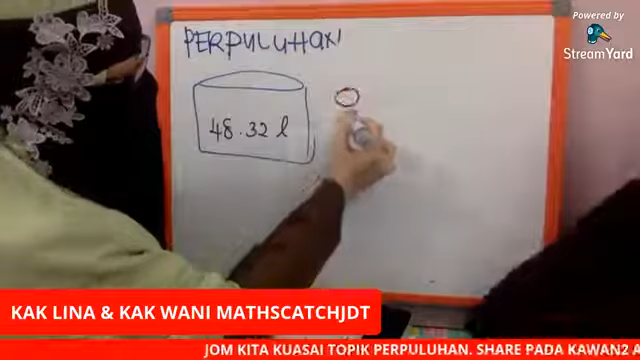 Powered by
StreamYard
PERPULUHAN
48.32 l
KAK LINA & KAK WANI MATHSCATCHJDT
JOM KITA KUASAI TOPIK PERPULUHAN. SHARE PADA KAWAN2 A